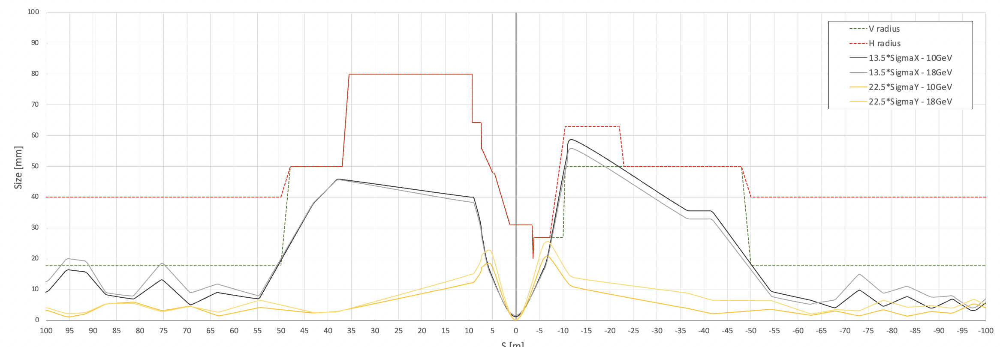 100
90
80
70
60
50
40
30
20
10
0
Size [mm]
V radius
H radius
13.5*SigmaX - 10GeV
13.5*SigmaX - 18GeV
22.5*SigmaY - 10GeV
22.5*SigmaY - 18GeV
100 95 90 85 80 75 70 65 60 55 50 45 40 35 30 25 20 15 10 5 0 -5 -10 -15 -20 -25 -30 -35 -40 -45 -50 -55 -60 -65 -70 -75 -80 -85 -90 -95 -100
S [m]